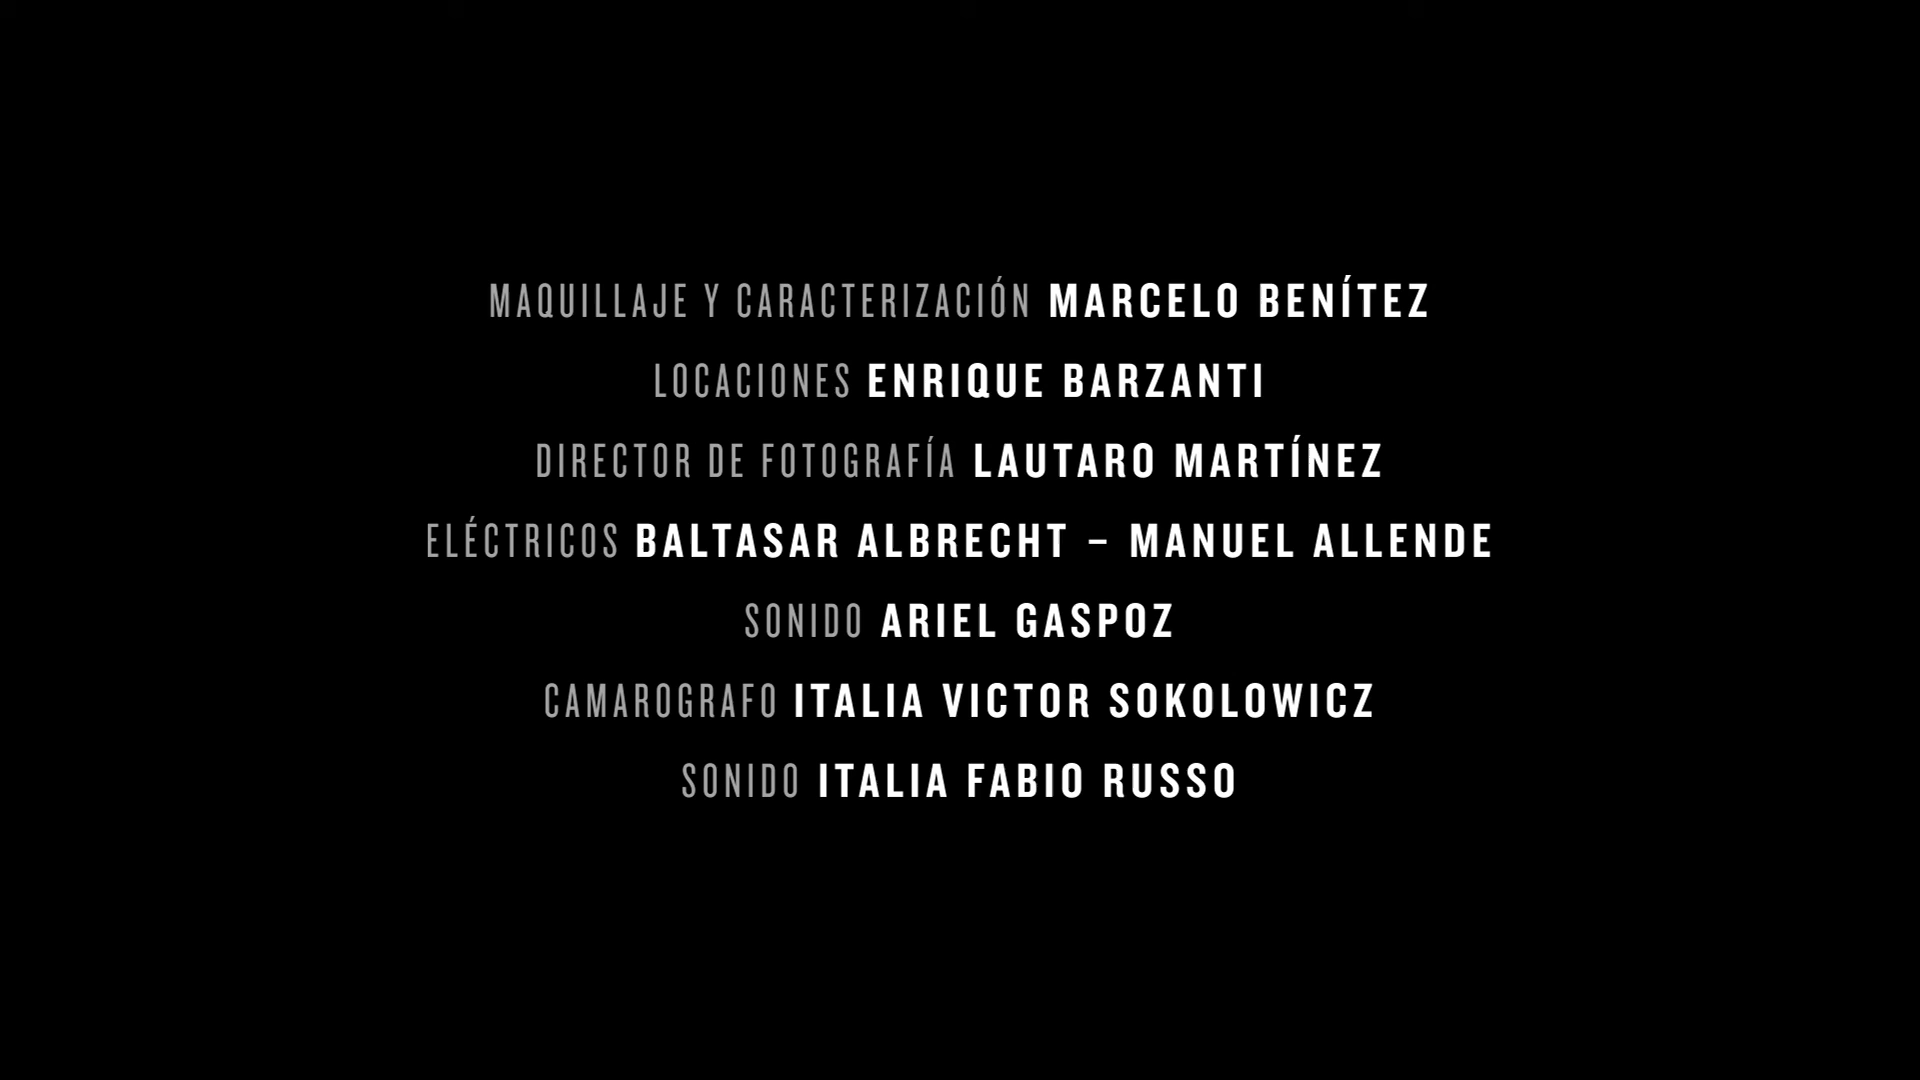 MAQUILLAJE Y CARACTERIZACIÓN MARCELO BENÍTEZ
LOCACIONES ENRIQUE BARZANTI
DIRECTOR DE FOTOGRAFÍA LAUTARO MARTÍNEZ
ELÉCTRICOS BALTASAR ALBRECHT – MANUEL ALLENDE
SONIDO ARIEL GASPOZ
CAMAROGRAFO ITALIA VICTOR SOKOLOWICZ
SONIDO ITALIA FABIO RUSSO